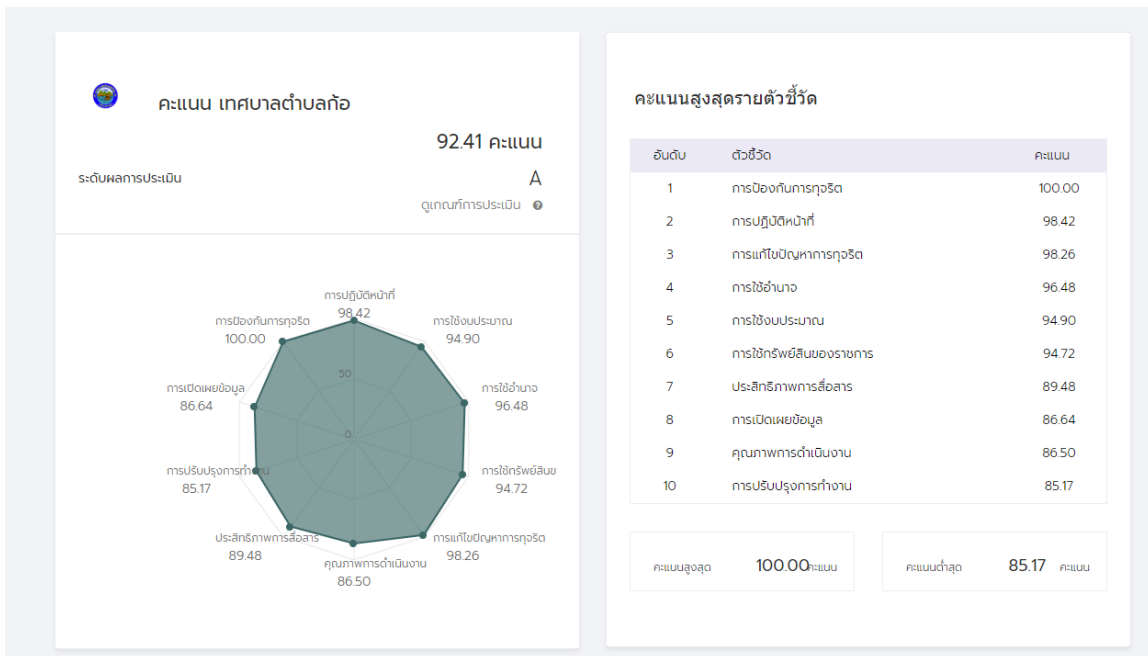 คะแนน เทศบาลตำบลก้อ
92.41 คะแนน
ระดับผลการประเมิน A
ดูเกณฑ์การประเมิน ?
การปฏิบัติหน้าที่
98.42
การใช้งบประมาณ
94.90
การใช้อำนาจ
96.48
การใช้ทรัพย์สินข
94.72
การแก้ไขปัญหาการทุจริต
98.26
คุณภาพการดำเนินงาน
86.50
ประสิทธิภาพการสื่อสาร
89.48
การปรับปรุงการทำงาน
85.17
การเปิดเผยข้อมูล
86.64
การป้องกันการทุจริต
100.00
50
0
คะแนนสูงสุดรายตัวชี้วัด
อันดับ ตัวชี้วัด คะแนน
1 การป้องกันการทุจริต 100.00
2 การปฏิบัติหน้าที่ 98.42
3 การแก้ไขปัญหาการทุจริต 98.26
4 การใช้อำนาจ 96.48
5 การใช้งบประมาณ 94.90
6 การใช้ทรัพย์สินของราชการ 94.72
7 ประสิทธิภาพการสื่อสาร 89.48
8 การเปิดเผยข้อมูล 86.64
9 คุณภาพการดำเนินงาน 86.50
10 การปรับปรุงการทำงาน 85.17
คะแนนสูงสุด 100.00 คะแนน
คะแนนต่ำสุด 85.17 คะแนน